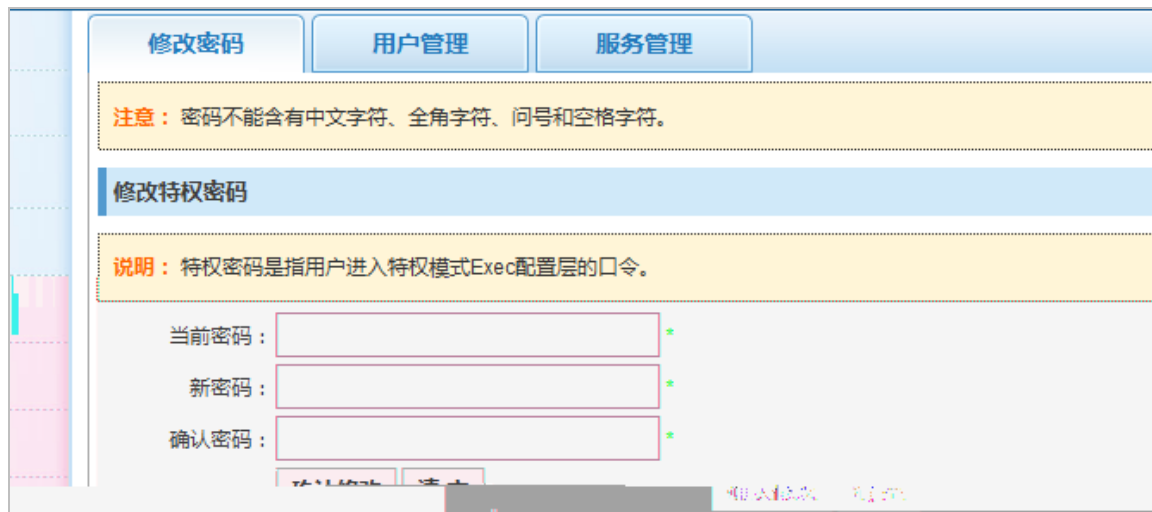 修改密码 用户管理 服务管理
注意：密码不能含有中文字符、全角字符、问号和空格字符。
修改特权密码
说明：特权密码是指用户进入特权模式Exec配置层的口令。
当前密码： *
新密码： *
确认密码： *